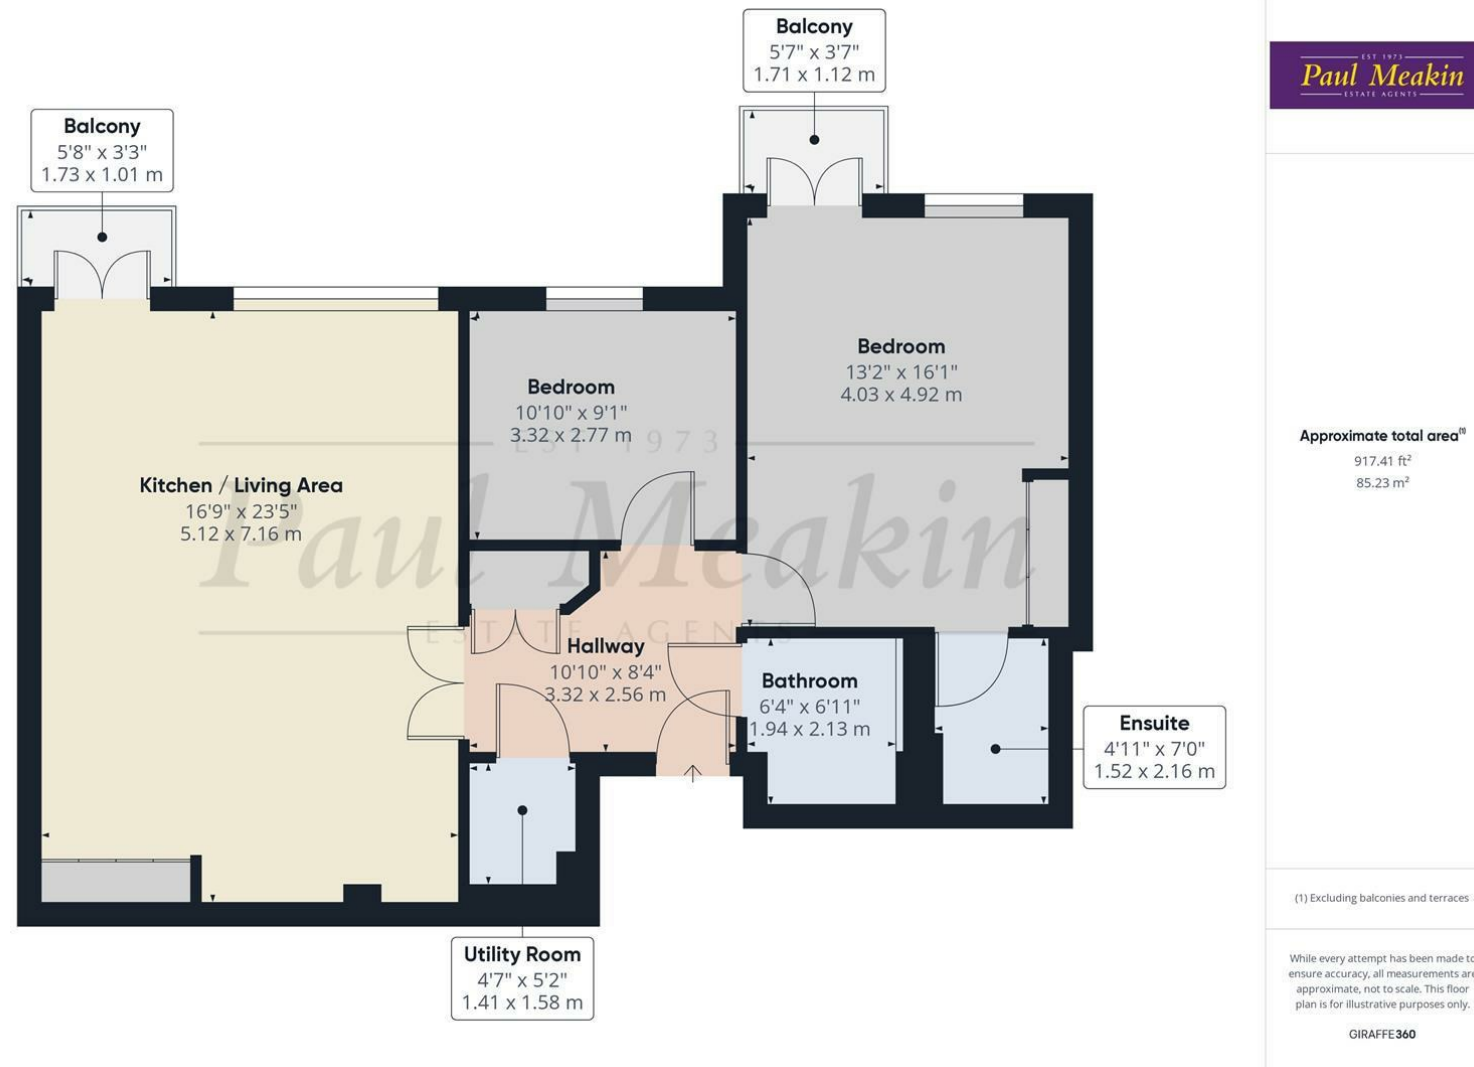 Balcony
5'7" x 3'7"
1.71 x 1.12 m
Balcony
5'8" x 3'3"
1.73 x 1.01 m
Bedroom
13'2" x 16'1"
4.03 x 4.92 m
Bedroom
10'10" x 9'1"
3.32 x 2.77 m
Kitchen / Living Area
16'9" x 23'5"
5.12 x 7.16 m
EST 1973
Paul Meakin
ESTATE AGENTS
Hallway
10'10" x 8'4"
3.32 x 2.56 m
Bathroom
6'4" x 6'11"
1.94 x 2.13 m
Ensuite
4'11" x 7'0"
1.52 x 2.16 m
Utility Room
4'7" x 5'2"
1.41 x 1.58 m
EST 1973
Paul Meakin
ESTATE AGENTS
Approximate total area(1)
917.41 ft²
85.23 m²
(1) Excluding balconies and terraces
While every attempt has been made to
ensure accuracy, all measurements are
approximate, not to scale. This floor
plan is for illustrative purposes only.
GIRAFFE360